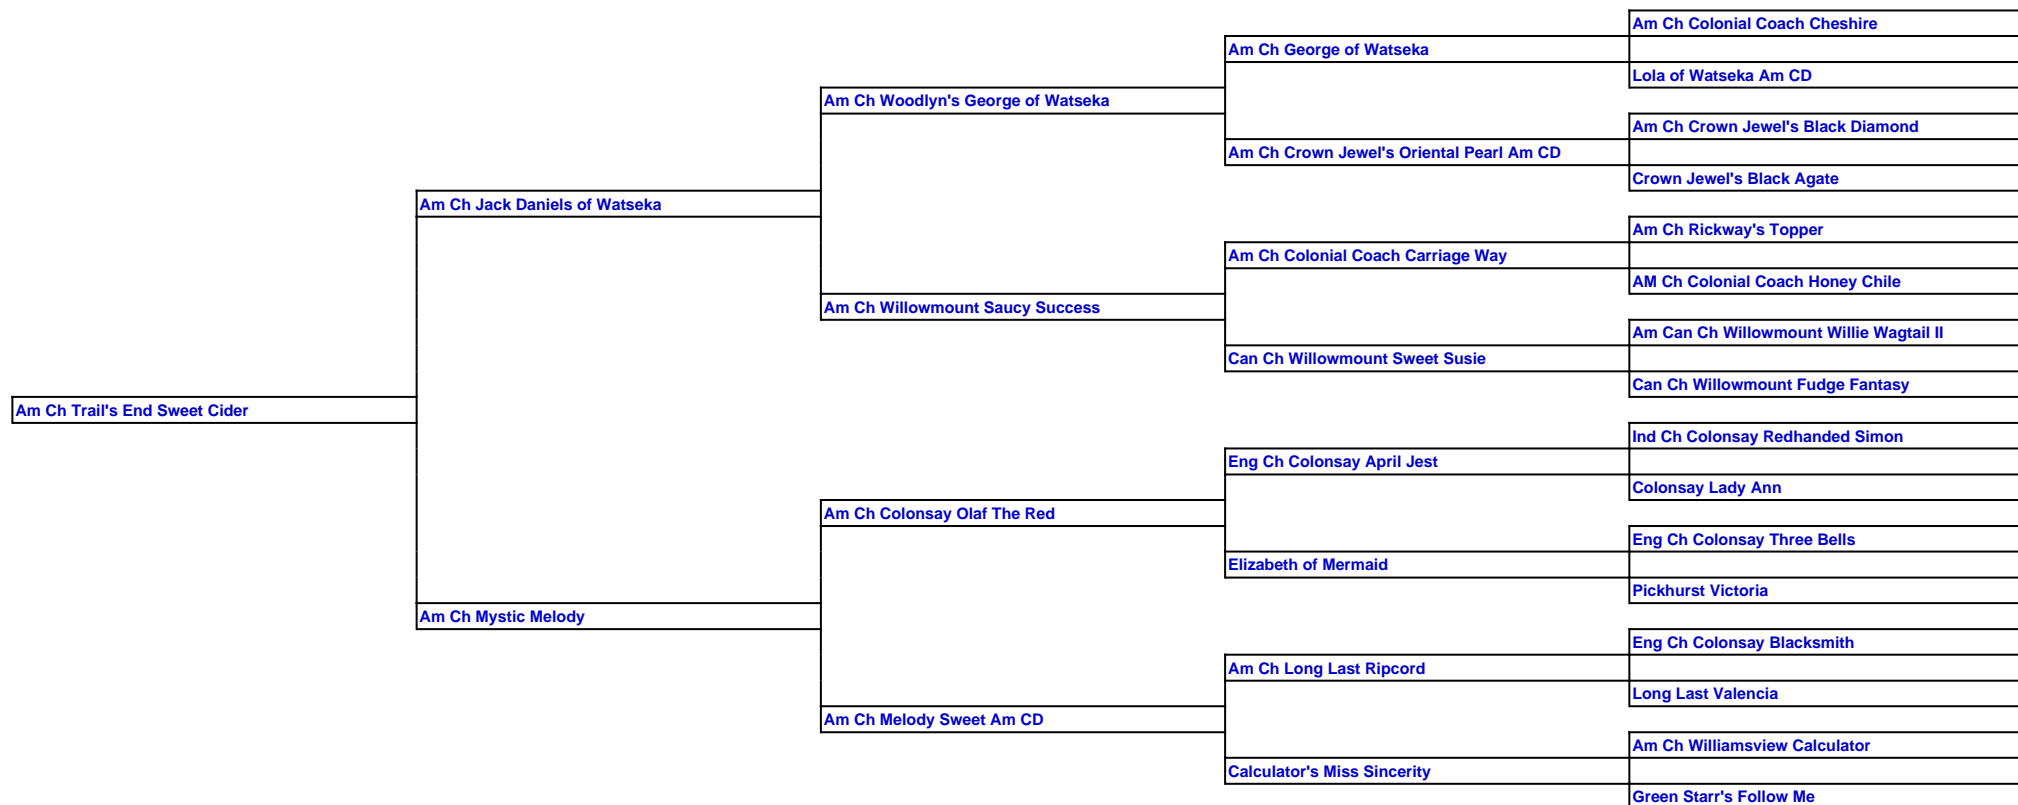 Am Ch Colonial Coach Cheshire
Am Ch George of Watseka
Lola of Watseka Am CD
Am Ch Woodlyn's George of Watseka
Am Ch Crown Jewel's Black Diamond
Am Ch Crown Jewel's Oriental Pearl Am CD
Crown Jewel's Black Agate
Am Ch Jack Daniels of Watseka
Am Ch Rickway's Topper
Am Ch Colonial Coach Carriage Way
AM Ch Colonial Coach Honey Chile
Am Ch Willowmount Saucy Success
Am Can Ch Willowmount Willie Wagtail II
Can Ch Willowmount Sweet Susie
Can Ch Willowmount Fudge Fantasy
Am Ch Trail's End Sweet Cider
Ind Ch Colonsay Redhanded Simon
Eng Ch Colonsay April Jest
Colonsay Lady Ann
Am Ch Colonsay Olaf The Red
Eng Ch Colonsay Three Bells
Elizabeth of Mermaid
Pickhurst Victoria
Am Ch Mystic Melody
Eng Ch Colonsay Blacksmith
Am Ch Long Last Ripcord
Long Last Valencia
Am Ch Melody Sweet Am CD
Am Ch Williamsview Calculator
Calculator's Miss Sincerity
Green Starr's Follow Me